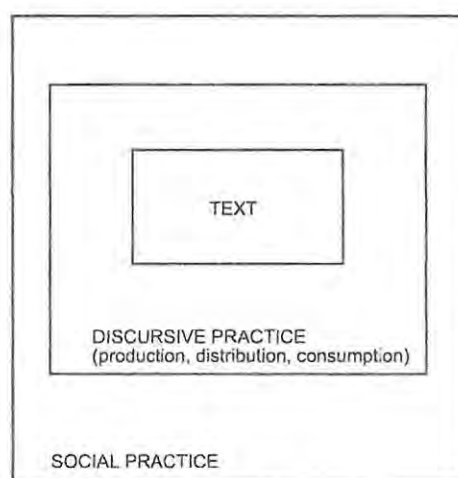 TEXT
DISCURSIVE PRACTICE
(production, distribution, consumption)
SOCIAL PRACTICE